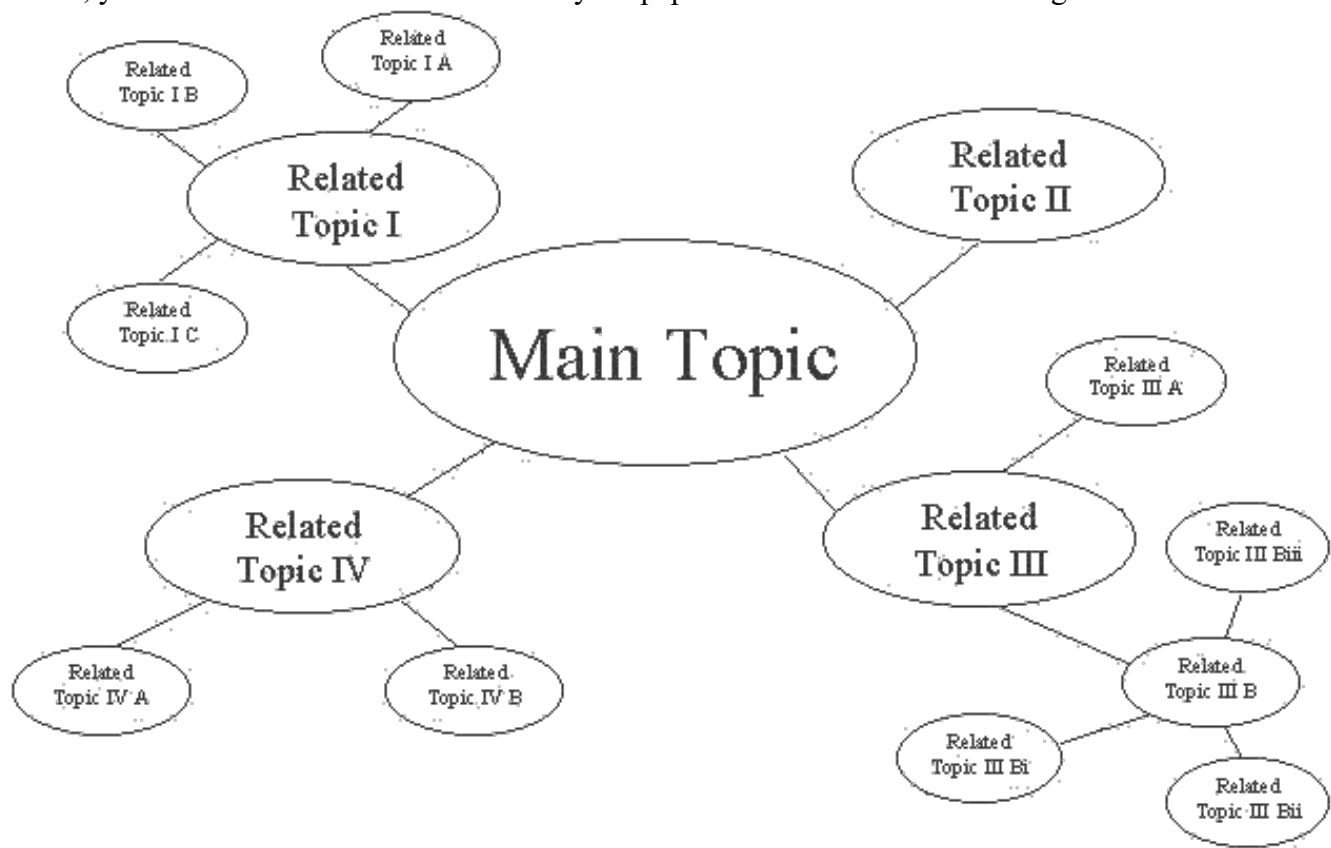 Related
Topic I A
Related
Topic I B
Related
Topic I
Related
Topic II
Related
Topic I C
Main Topic
Related
Topic III A
Related
Topic IV
Related
Topic III
Related
Topic III Biii
Related
Topic IV A
Related
Topic IV B
Related
Topic III B
Related
Topic III Bi
Related
Topic III Bii